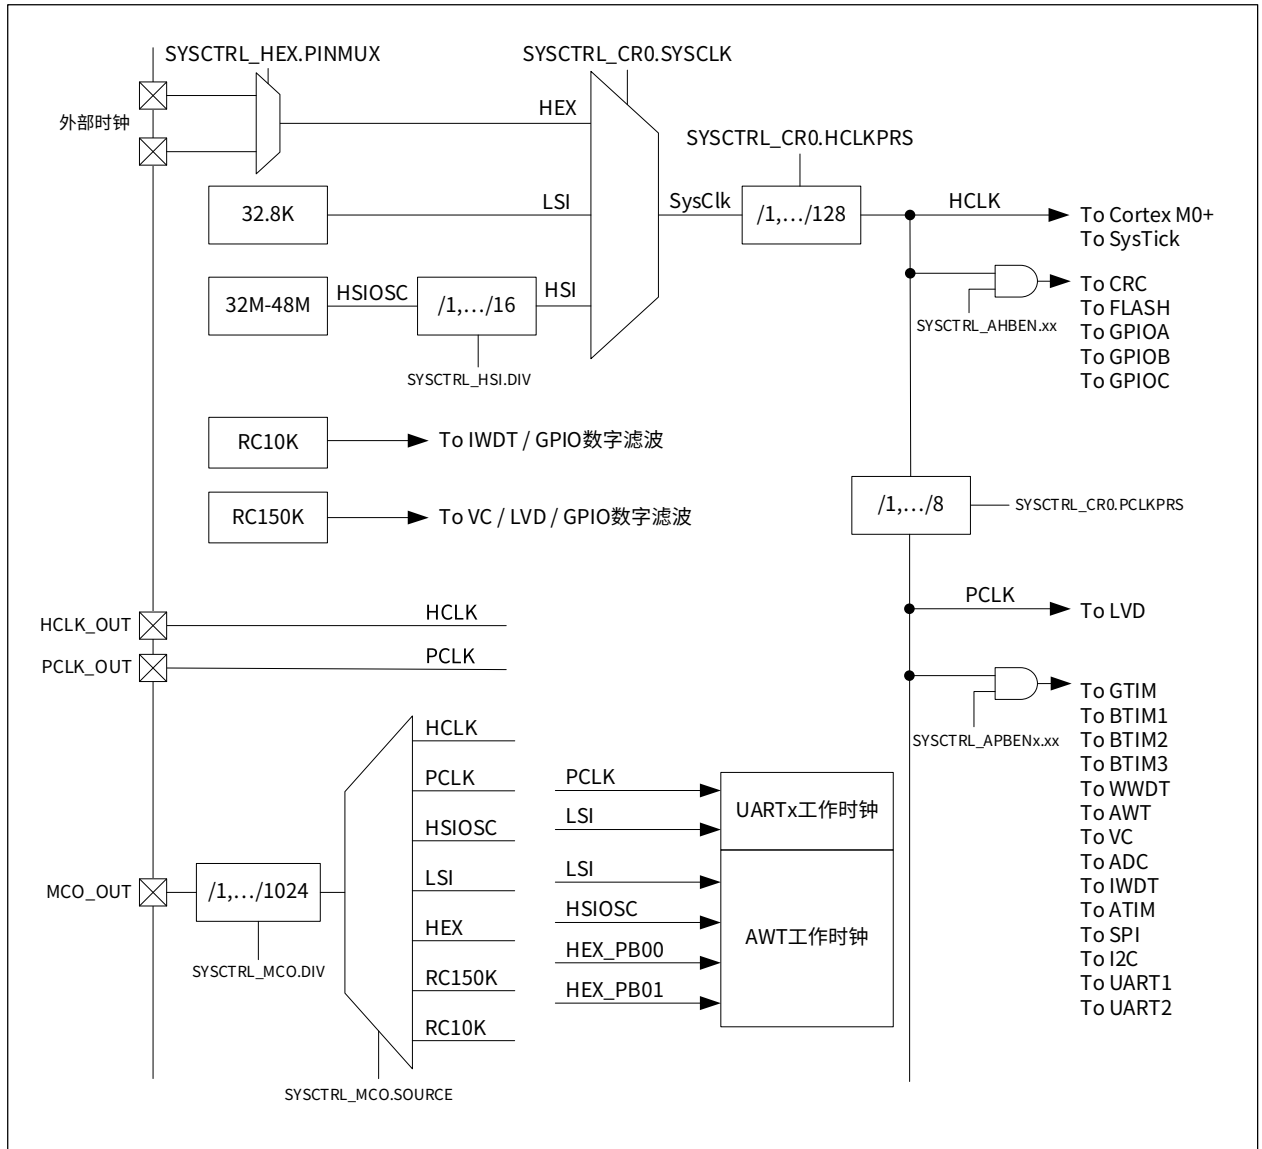 SYSCTRL_HEX.PINMUX
SYSCTRL_CR0.SYSCLK
外部时钟
HEX
SYSCTRL_CR0.HCLKPRS
32.8K
LSI
SysClk
/1,.../128
HCLK
To Cortex M0+
To SysTick
32M-48M
HSIOSC
/1,.../16
HSI
SYSCTRL_HSI.DIV
SYSCTRL_AHBEN.xx
To CRC
To FLASH
To GPIOA
To GPIOB
To GPIOC
RC10K
To IWDT / GPIO数字滤波
RC150K
To VC / LVD / GPIO数字滤波
/1,.../8
SYSCTRL_CR0.PCLKPRS
HCLK_OUT
HCLK
PCLK_OUT
PCLK
PCLK
To LVD
SYSCTRL_APBENx.xx
To GTIM
To BTIM1
To BTIM2
To BTIM3
To WWDT
To AWT
To VC
To ADC
To IWDT
To ATIM
To SPI
To I2C
To UART1
To UART2
MCO_OUT
/1,.../1024
SYSCTRL_MCO.DIV
HCLK
PCLK
HSIOSC
LSI
HEX
RC150K
RC10K
SYSCTRL_MCO.SOURCE
PCLK
LSI
UARTx工作时钟
LSI
HSIOSC
HEX_PB00
HEX_PB01
AWT工作时钟